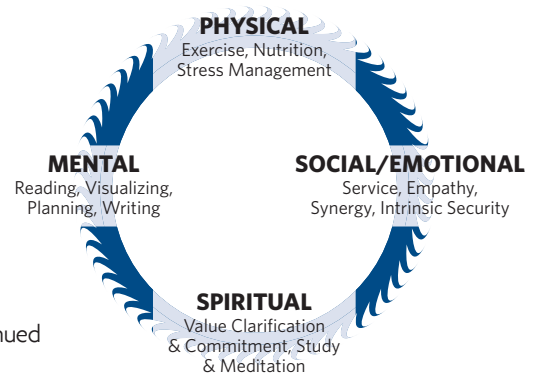 PHYSICAL
Exercise, Nutrition,
Stress Management
MENTAL
Reading, Visualizing,
Planning, Writing
SOCIAL/EMOTIONAL
Service, Empathy,
Synergy, Intrinsic Security
SPIRITUAL
Value Clarification
& Commitment, Study
& Meditation